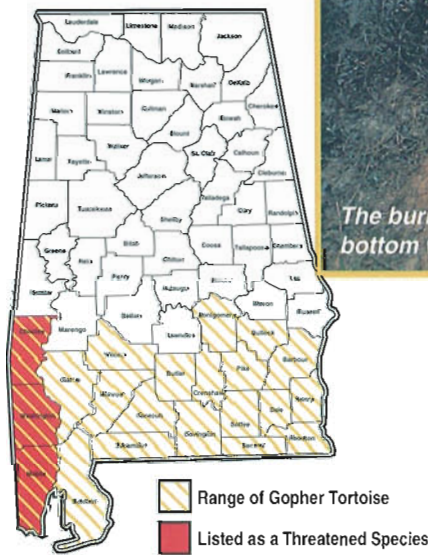 Lauderdale
Limestone
Madison
Jackson
Colbert
Franklin
Lawrence
Morgan
Marshall
DeKalb
Marion
Winston
Cullman
Etowah
Cherokee
Blount
Lamar
Fayette
Walker
St. Clair
Calhoun
Jefferson
Cleburne
Talladega
Pickens
Tuscaloosa
Shelby
Clay
Randolph
Greene
Bibb
Chilton
Coosa
Tallapoosa
Chambers
Hale
Perry
Autauga
Lee
Sumter
Macon
Russell
Montgomery
Marengo
Dallas
Lowndes
Bullock
Choctaw
Wilcox
Butler
Pike
Barbour
Clarke
Crenshaw
Monroe
Henry
Washington
Conecuh
Dale
Covington
Coffee
Escambia
Geneva
Houston
Mobile
Baldwin
The
bottom
Range of Gopher Tortoise
Listed as a Threatened Species